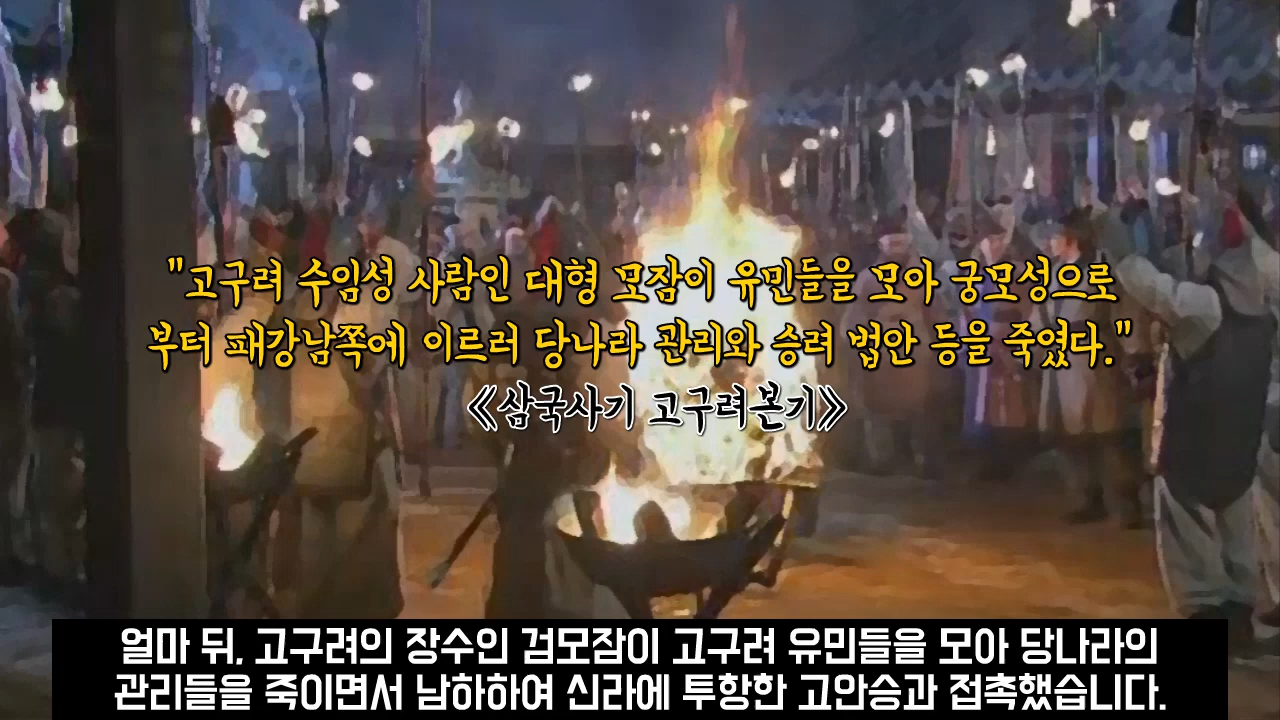 "고구려 수임성 사람인 대형 모잠이 유민들을 모아 궁모성으로
부터 패강남쪽에 이르러 당나라 관리와 승려 법안 등을 죽였다."
《삼국사기 고구려본기》
얼마 뒤, 고구려의 장수인 검모잠이 고구려 유민들을 모아 당나라의
관리들을 죽이면서 남하하여 신라에 투항한 고안승과 접촉했습니다.